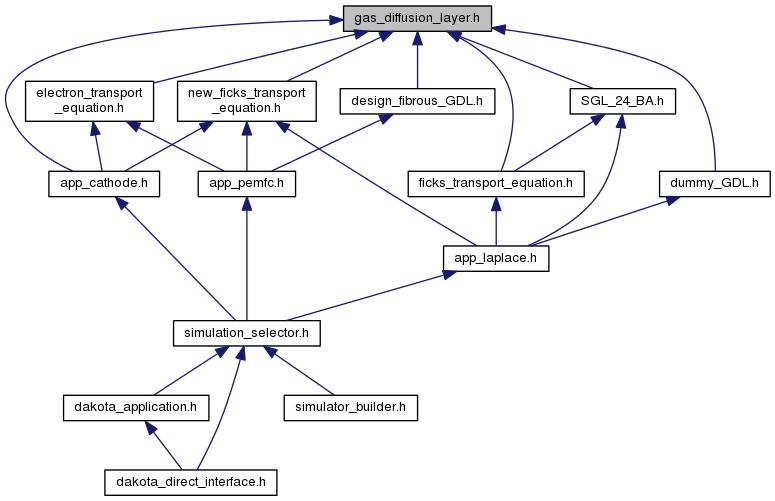 gas_diffusion_layer.h
electron_transport
_equation.h
new_ficks_transport
_equation.h
design_fibrous_GDL.h
SGL_24_BA.h
app_cathode.h
app_pemfc.h
ficks_transport_equation.h
dummy_GDL.h
app_laplace.h
simulation_selector.h
dakota_application.h
simulator_builder.h
dakota_direct_interface.h